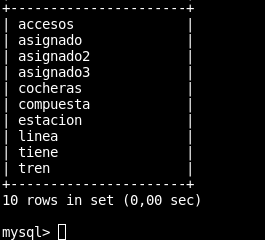 +----------------------+
| accesos |
| asignado |
| asignado2 |
| asignado3 |
| cocheras |
| compuesta |
| estacion |
| linea |
| tiene |
| tren |
+----------------------+
10 rows in set (0,00 sec)
mysql>